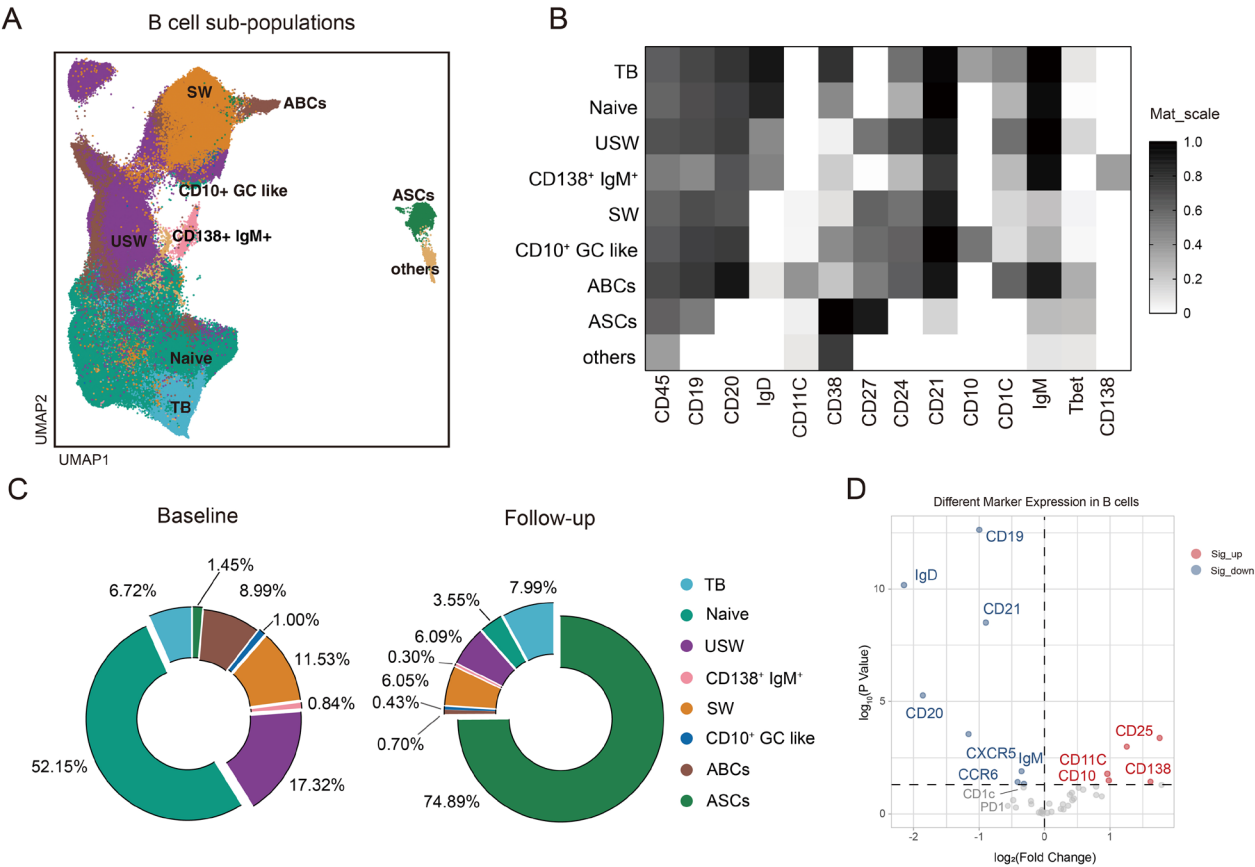 A
B cell sub-populations
SW
ABCs
CD10+ GC like
ASCs
CD138+ IgM+
USW
others
Naive
TB
UMAP2
UMAP1
B
TB
Naive
USW
CD138⁺ IgM⁺
SW
CD10⁺ GC like
ABCs
ASCs
others
CD45
CD19
CD20
IgD
CD11C
CD38
CD27
CD24
CD21
CD10
CD1C
IgM
Tbet
CD138
Mat_scale
1.0
0.8
0.6
0.4
0.2
0
C
Baseline
1.45%
6.72%
8.99%
1.00%
11.53%
0.84%
52.15%
17.32%
Follow-up
7.99%
3.55%
6.09%
0.30%
6.05%
0.43%
0.70%
74.89%
TB
Naive
USW
CD138⁺ IgM⁺
SW
CD10⁺ GC like
ABCs
ASCs
D
Different Marker Expression in B cells
CD19
IgD
CD21
CD20
CXCR5
IgM
CCR6
CD1c
PD1
CD25
CD11C
CD10
CD138
Sig_up
Sig_down
log₁₀(P Value)
10
5
0
-2
-1
0
1
log₂(Fold Change)